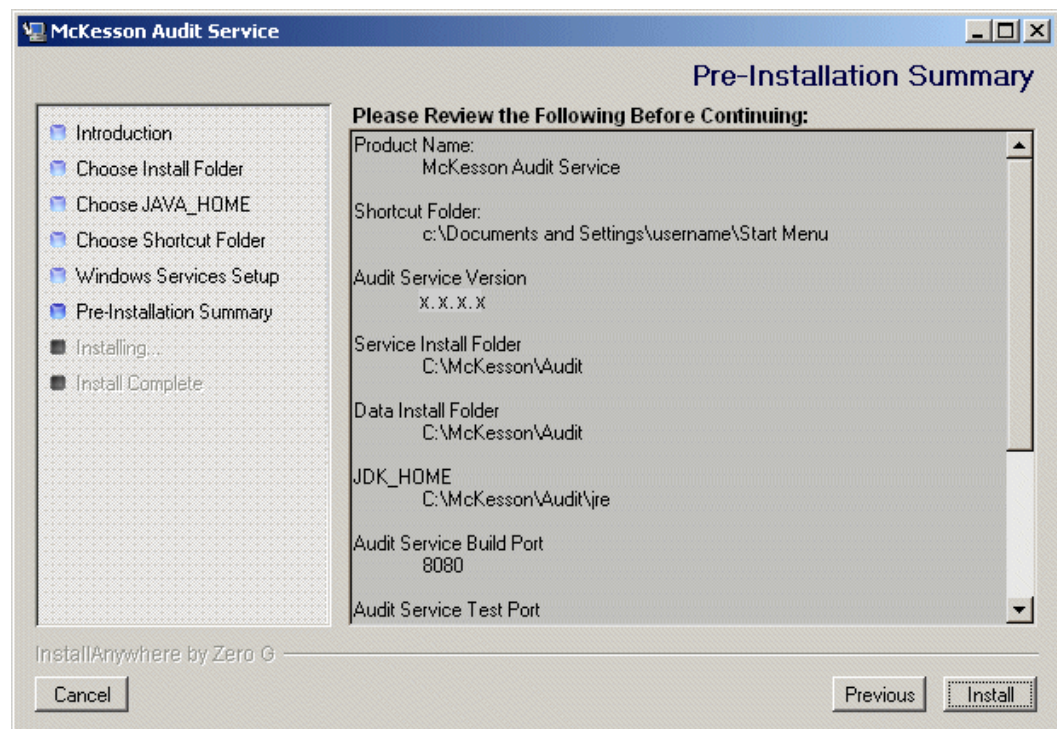 McKesson Audit Service
Pre-Installation Summary
Introduction
Choose Install Folder
Choose JAVA_HOME
Choose Shortcut Folder
Windows Services Setup
Pre-Installation Summary
Installing...
Install Complete
Please Review the Following Before Continuing:
Product Name:
McKesson Audit Service
Shortcut Folder:
c:\Documents and Settings\username\Start Menu
Audit Service Version
x.x.x.x
Service Install Folder
C:\McKesson\Audit
Data Install Folder
C:\McKesson\Audit
JDK_HOME
C:\McKesson\Audit\jre
Audit Service Build Port
8080
Audit Service Test Port
InstallAnywhere by Zero G
Cancel
Previous
Install